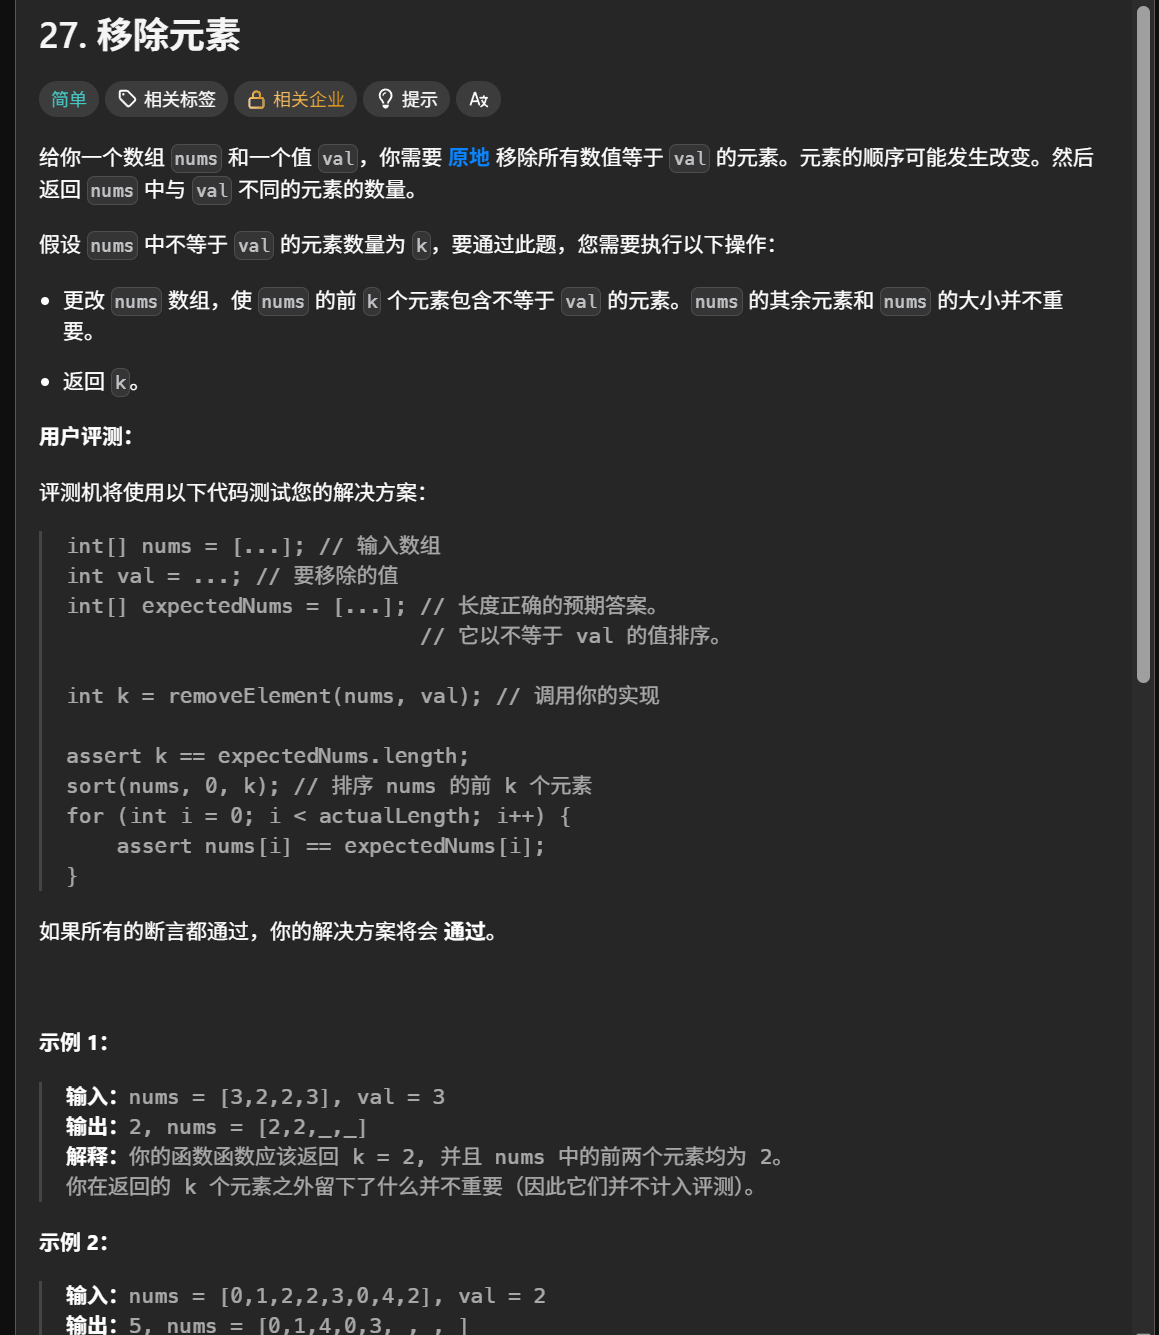 27. 移除元素
简单 相关标签 相关企业 提示 Aあ
给你一个数组 nums 和一个值 val，你需要 原地 移除所有数值等于 val 的元素。元素的顺序可能发生改变。然后
返回 nums 中与 val 不同的元素的数量。
假设 nums 中不等于 val 的元素数量为 k，要通过此题，您需要执行以下操作：
• 更改 nums 数组，使 nums 的前 k 个元素包含不等于 val 的元素。nums 的其余元素和 nums 的大小并不重
要。
• 返回 k。
用户评测：
评测机将使用以下代码测试您的解决方案：
int[] nums = [...]; // 输入数组
int val = ...; // 要移除的值
int[] expectedNums = [...]; // 长度正确的预期答案。
// 它以不等于 val 的值排序。
int k = removeElement(nums, val); // 调用你的实现
assert k == expectedNums.length;
sort(nums, 0, k); // 排序 nums 的前 k 个元素
for (int i = 0; i < actualLength; i++) {
    assert nums[i] == expectedNums[i];
}
如果所有的断言都通过，你的解决方案将会 通过。
示例 1：
输入：nums = [3,2,2,3], val = 3
输出：2, nums = [2,2,_,_]
解释：你的函数函数应该返回 k = 2, 并且 nums 中的前两个元素均为 2。
你在返回的 k 个元素之外留下了什么并不重要（因此它们并不计入评测）。
示例 2：
输入：nums = [0,1,2,2,3,0,4,2], val = 2
输出：5, nums = [0,1,4,0,3, , , ]